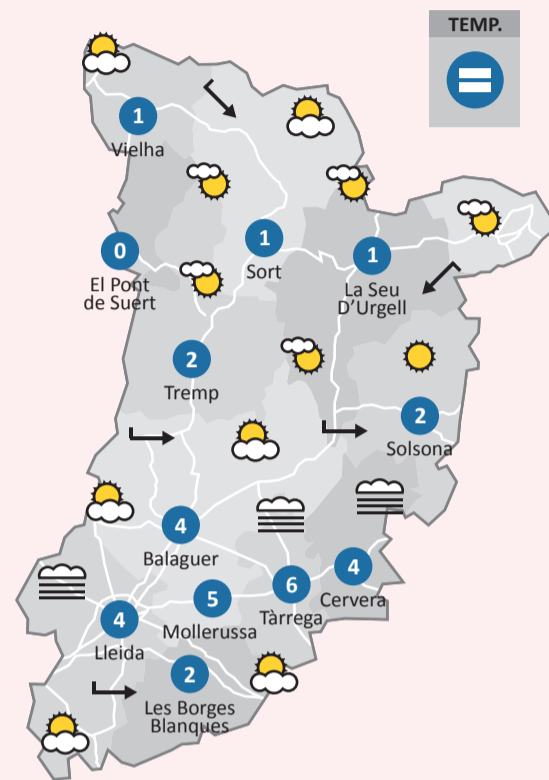 TEMP.
1
Vielha
0
El Pont
de Suert
1
Sort
1
La Seu
D'Urgell
2
Tremp
2
Solsona
4
Balaguer
4
Cervera
6
Tàrrega
5
Mollerussa
4
Lleida
2
Les Borges
Blanques